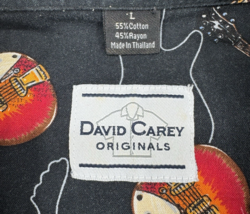 L
55% Cotton
45% Rayon
Made In Thailand
DAVID CAREY
ORIGINALS